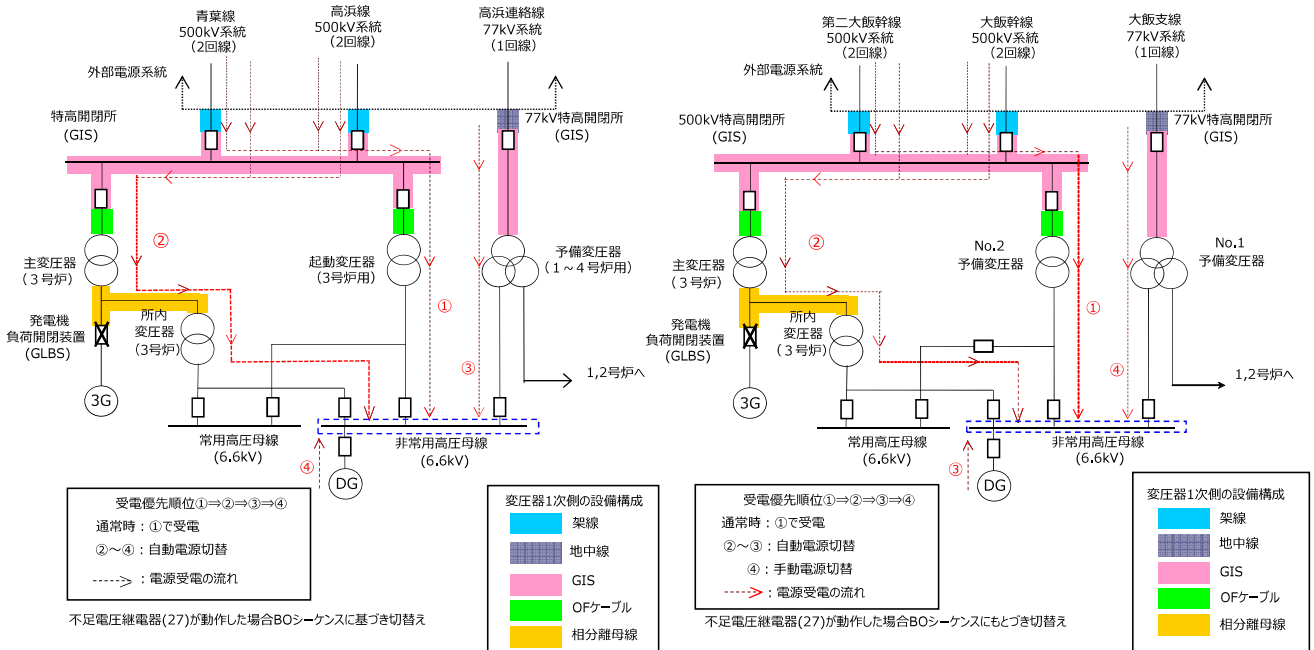 青葉線
500kV系統
(2回線)
高浜線
500kV系統
(2回線)
高浜連絡線
77kV系統
(1回線)
外部電源系統
特高開閉所
(GIS)
77kV特高開閉所
(GIS)
②
主変圧器
(３号炉)
起動変圧器
(3号炉用)
予備変圧器
(１～４号炉用)
①
発電機
負荷開閉装置
(GLBS)
所内
変圧器
(3号炉)
③
1,2号炉へ
3G
常用高圧母線
(6.6kV)
④
非常用高圧母線
(6.6kV)
DG
受電優先順位①⇒②⇒③⇒④
通常時：①で受電
②～④：自動電源切替
：電源受電の流れ
不足電圧継電器(27)が動作した場合BOシーケンスに基づき切替え
変圧器1次側の設備構成
架線
地中線
GIS
OFケーブル
相分離母線
第二大飯幹線
500kV系統
(2回線)
大飯幹線
500kV系統
(2回線)
大飯支線
77kV系統
(1回線)
外部電源系統
500kV特高開閉所
(GIS)
77kV特高開閉所
(GIS)
②
主変圧器
(３号炉)
No.2
予備変圧器
No.1
予備変圧器
①
発電機
負荷開閉装置
(GLBS)
所内
変圧器
(３号炉)
④
1,2号炉へ
3G
常用高圧母線
(6.6kV)
③
非常用高圧母線
(6.6kV)
DG
受電優先順位①⇒②⇒③⇒④
通常時：①で受電
②～③：自動電源切替
④：手動電源切替
：電源受電の流れ
不足電圧継電器(27)が動作した場合BOシーケンスにもとづき切替え
変圧器1次側の設備構成
架線
地中線
GIS
OFケーブル
相分離母線